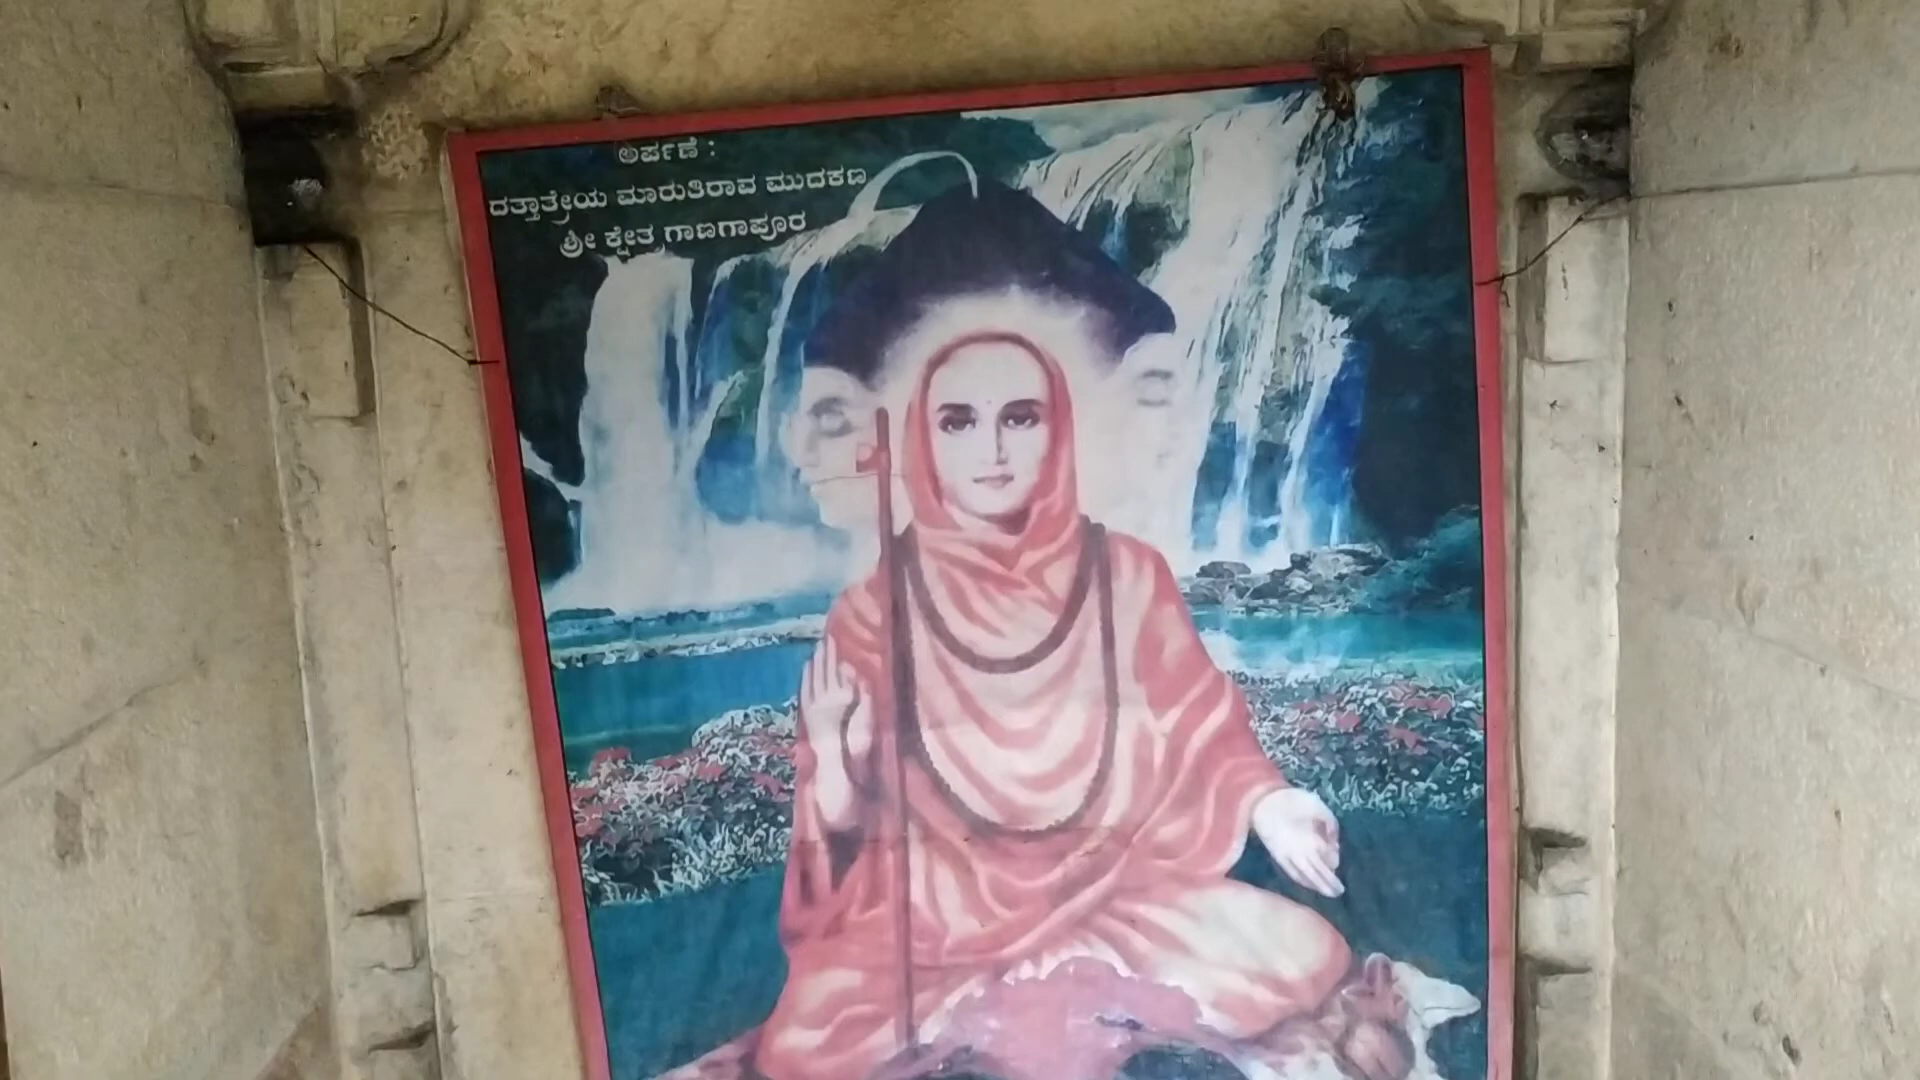 ಅರ್ಪಣೆ :
ದತ್ತಾತ್ರೇಯ ಮಾರುತಿರಾವ ಮುದಕಣ
ಶ್ರೀ ಕ್ಷೇತ್ರ ಗಾಣಗಾಪೂರ